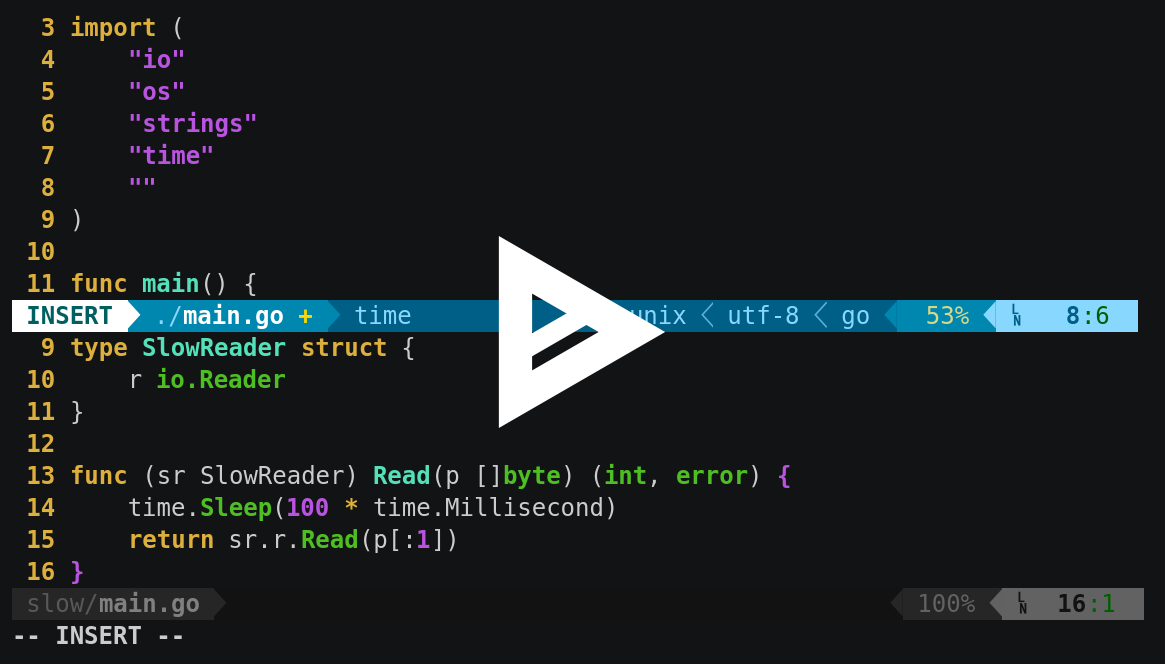 3 import (
4     "io"
5     "os"
6     "strings"
7     "time"
8     ""
9 )
10
11 func main() {
INSERT ./main.go + time unix utf-8 go 53% LN 8:6
9 type SlowReader struct {
10     r io.Reader
11 }
12
13 func (sr SlowReader) Read(p []byte) (int, error) {
14     time.Sleep(100 * time.Millisecond)
15     return sr.r.Read(p[:1])
16 }
slow/main.go 100% LN 16:1
-- INSERT --